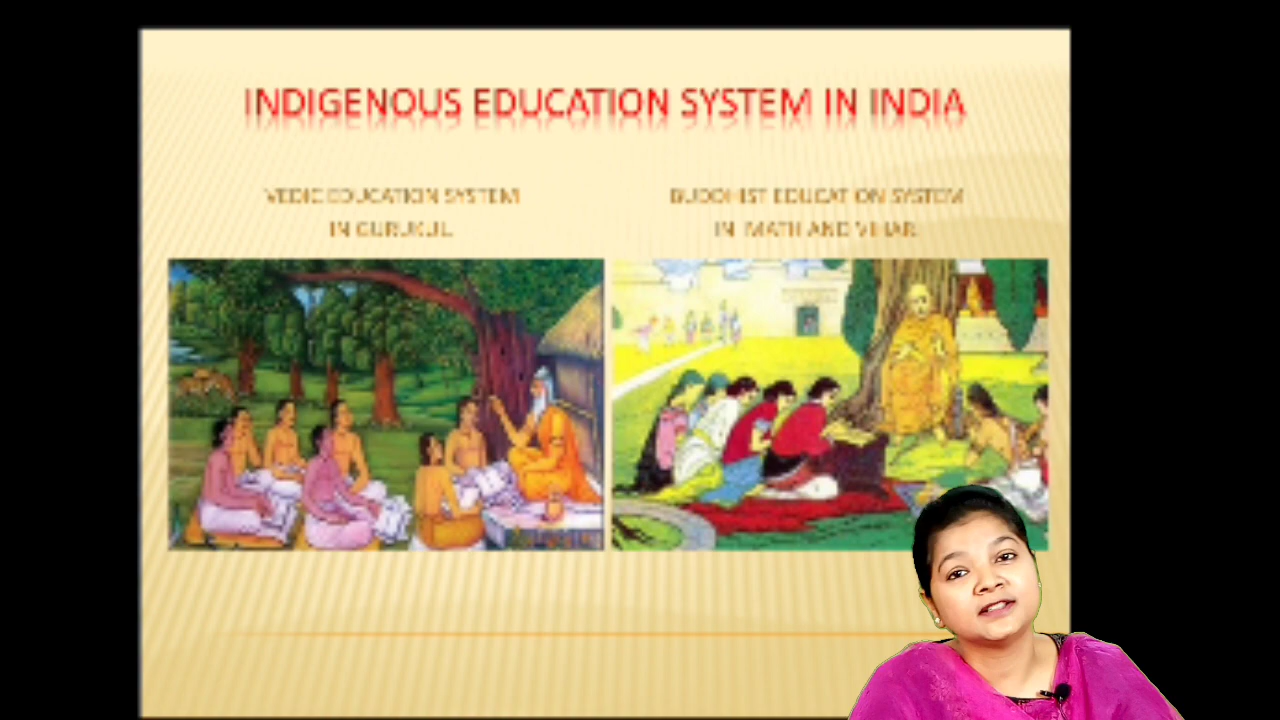 INDIGENOUS EDUCATION SYSTEM IN INDIA
VEDIC EDUCATION SYSTEM
IN GURUKUL
BUDDHIST EDUCATION SYSTEM
IN MATH AND VIHAR